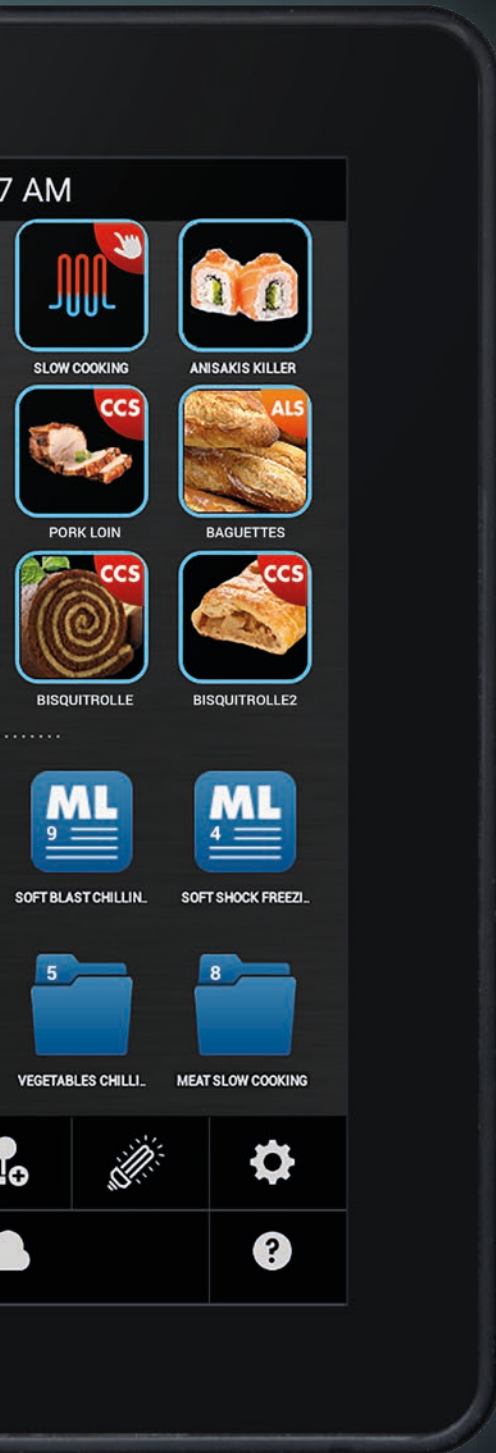 7 AM
SLOW COOKING
ANISAKIS KILLER
CCS
ALS
PORK LOIN
BAGUETTES
CCS
CCS
BISQUITROLLE
BISQUITROLLE2
ML
9
ML
4
SOFT BLAST CHILLIN..
SOFT SHOCK FREEZI..
5
8
VEGETABLES CHILLI..
MEAT SLOW COOKING
?